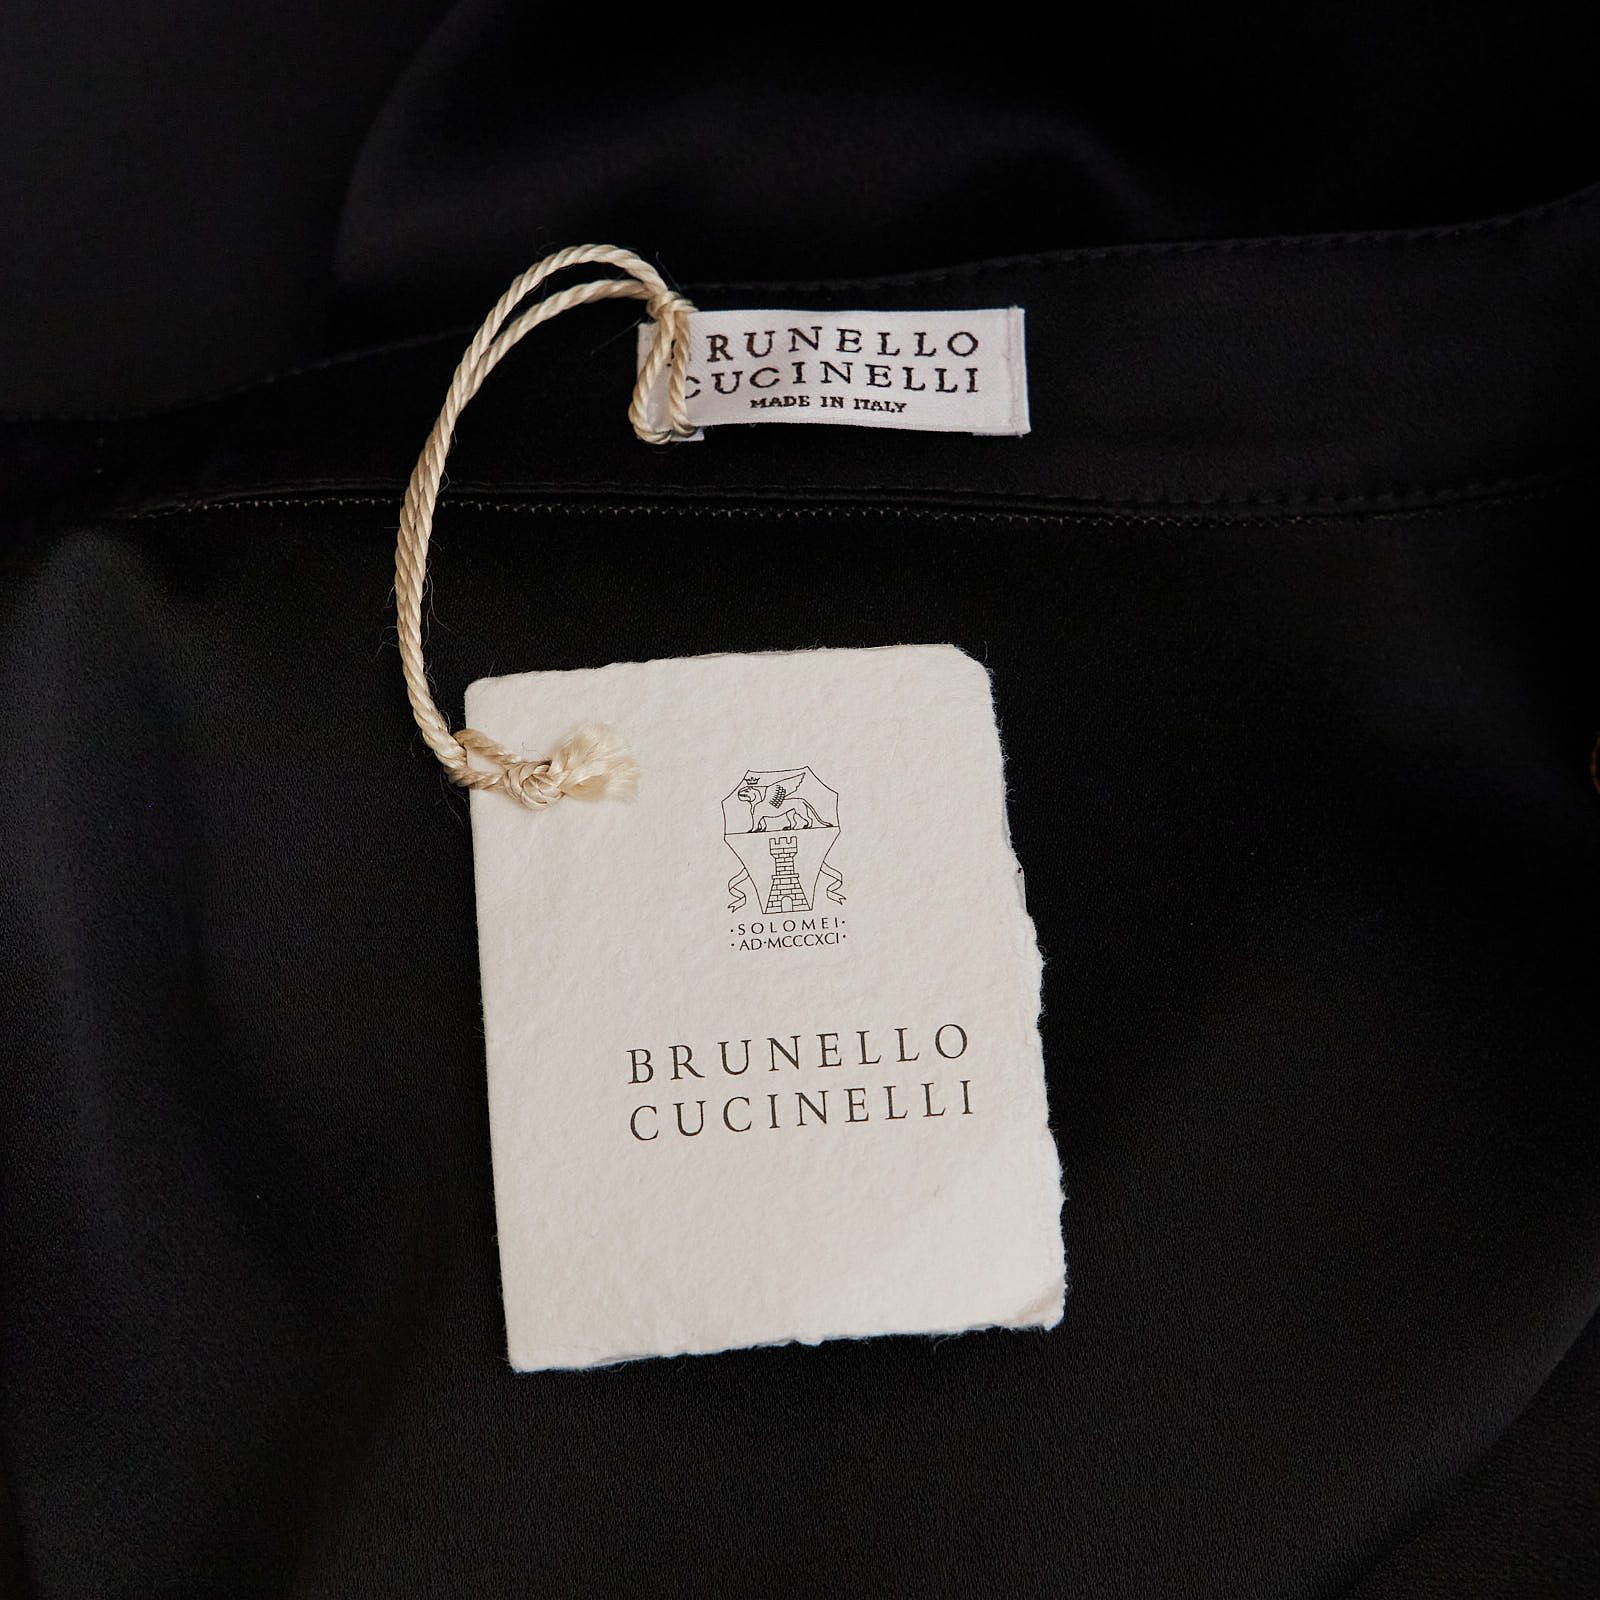 BRUNELLO
CUCINELLI
MADE IN ITALY
·SOLOMEI·
·AD·MCCCXCI·
BRUNELLO
CUCINELLI